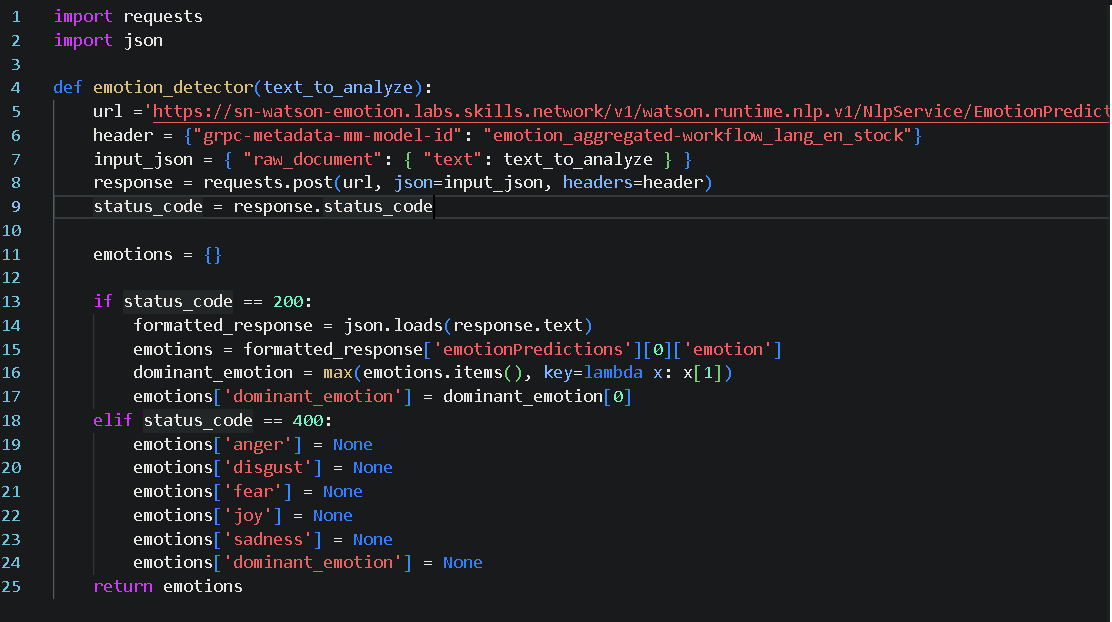 1 import requests
2 import json
3
4 def emotion_detector(text_to_analyze):
5     url ='https://sn-watson-emotion.labs.skills.network/v1/watson.runtime.nlp.v1/NlpService/EmotionPredict
6     header = {"grpc-metadata-mm-model-id": "emotion_aggregated-workflow_lang_en_stock"}
7     input_json = { "raw_document": { "text": text_to_analyze } }
8     response = requests.post(url, json=input_json, headers=header)
9     status_code = response.status_code
10
11     emotions = {}
12
13     if status_code == 200:
14         formatted_response = json.loads(response.text)
15         emotions = formatted_response['emotionPredictions'][0]['emotion']
16         dominant_emotion = max(emotions.items(), key=lambda x: x[1])
17         emotions['dominant_emotion'] = dominant_emotion[0]
18     elif status_code == 400:
19         emotions['anger'] = None
20         emotions['disgust'] = None
21         emotions['fear'] = None
22         emotions['joy'] = None
23         emotions['sadness'] = None
24         emotions['dominant_emotion'] = None
25     return emotions